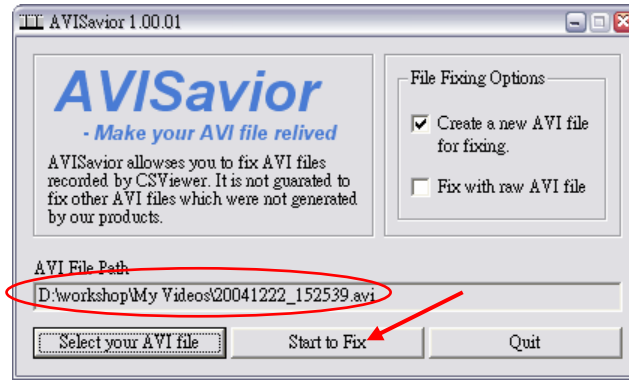 AVISavior 1.00.01
AVISavior
- Make your AVI file relived
AVISavior allowses you to fix AVI files
recorded by CSViewer. It is not guarated to
fix other AVI files which were not generated
by our products.
File Fixing Options
Create a new AVI file
for fixing.
Fix with raw AVI file
AVI File Path
D:\workshop\My Videos\20041222_152539.avi
Select your AVI file
Start to Fix
Quit